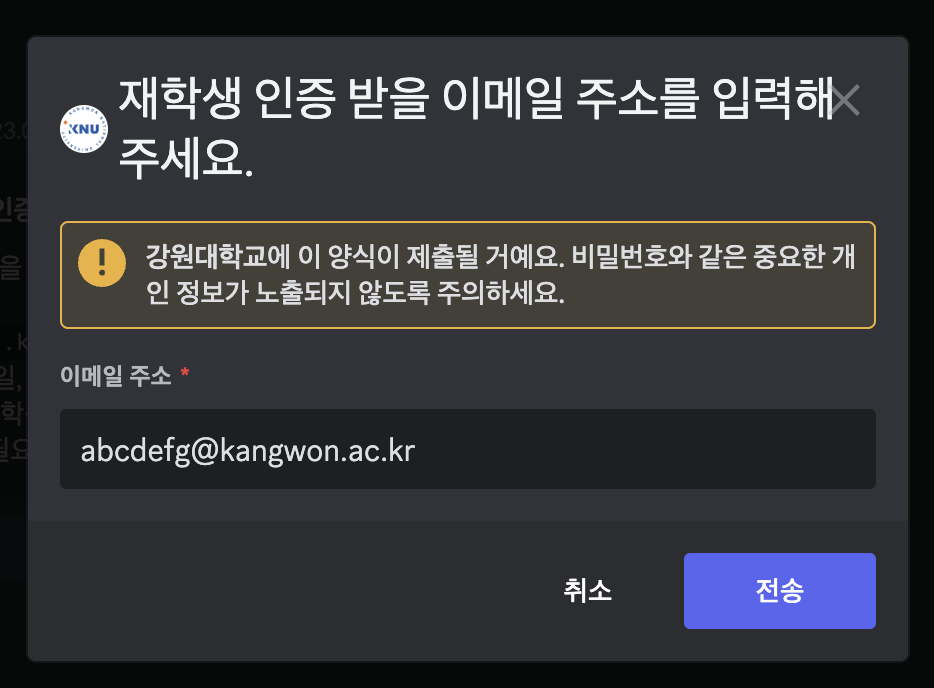 재학생 인증 받을 이메일 주소를 입력해
주세요.
KNU
강원대학교에 이 양식이 제출될 거예요. 비밀번호와 같은 중요한 개
인 정보가 노출되지 않도록 주의하세요.
이메일 주소 *
abcdefg@kangwon.ac.kr
취소 전송